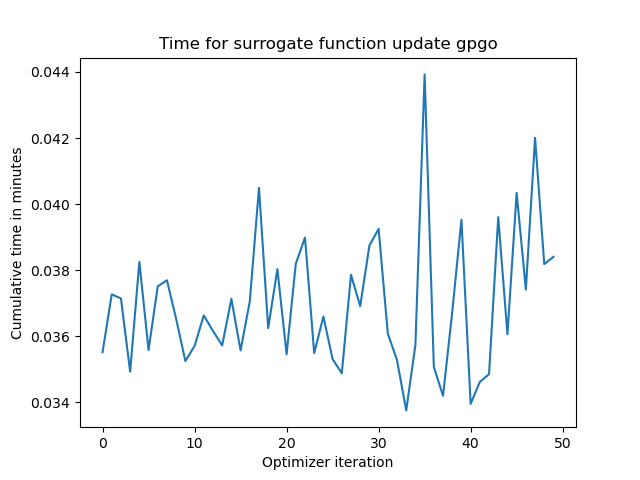 Time for surrogate function update gpgo
Cumulative time in minutes
0.044
0.042
0.040
0.038
0.036
0.034
0 10 20 30 40 50
Optimizer iteration